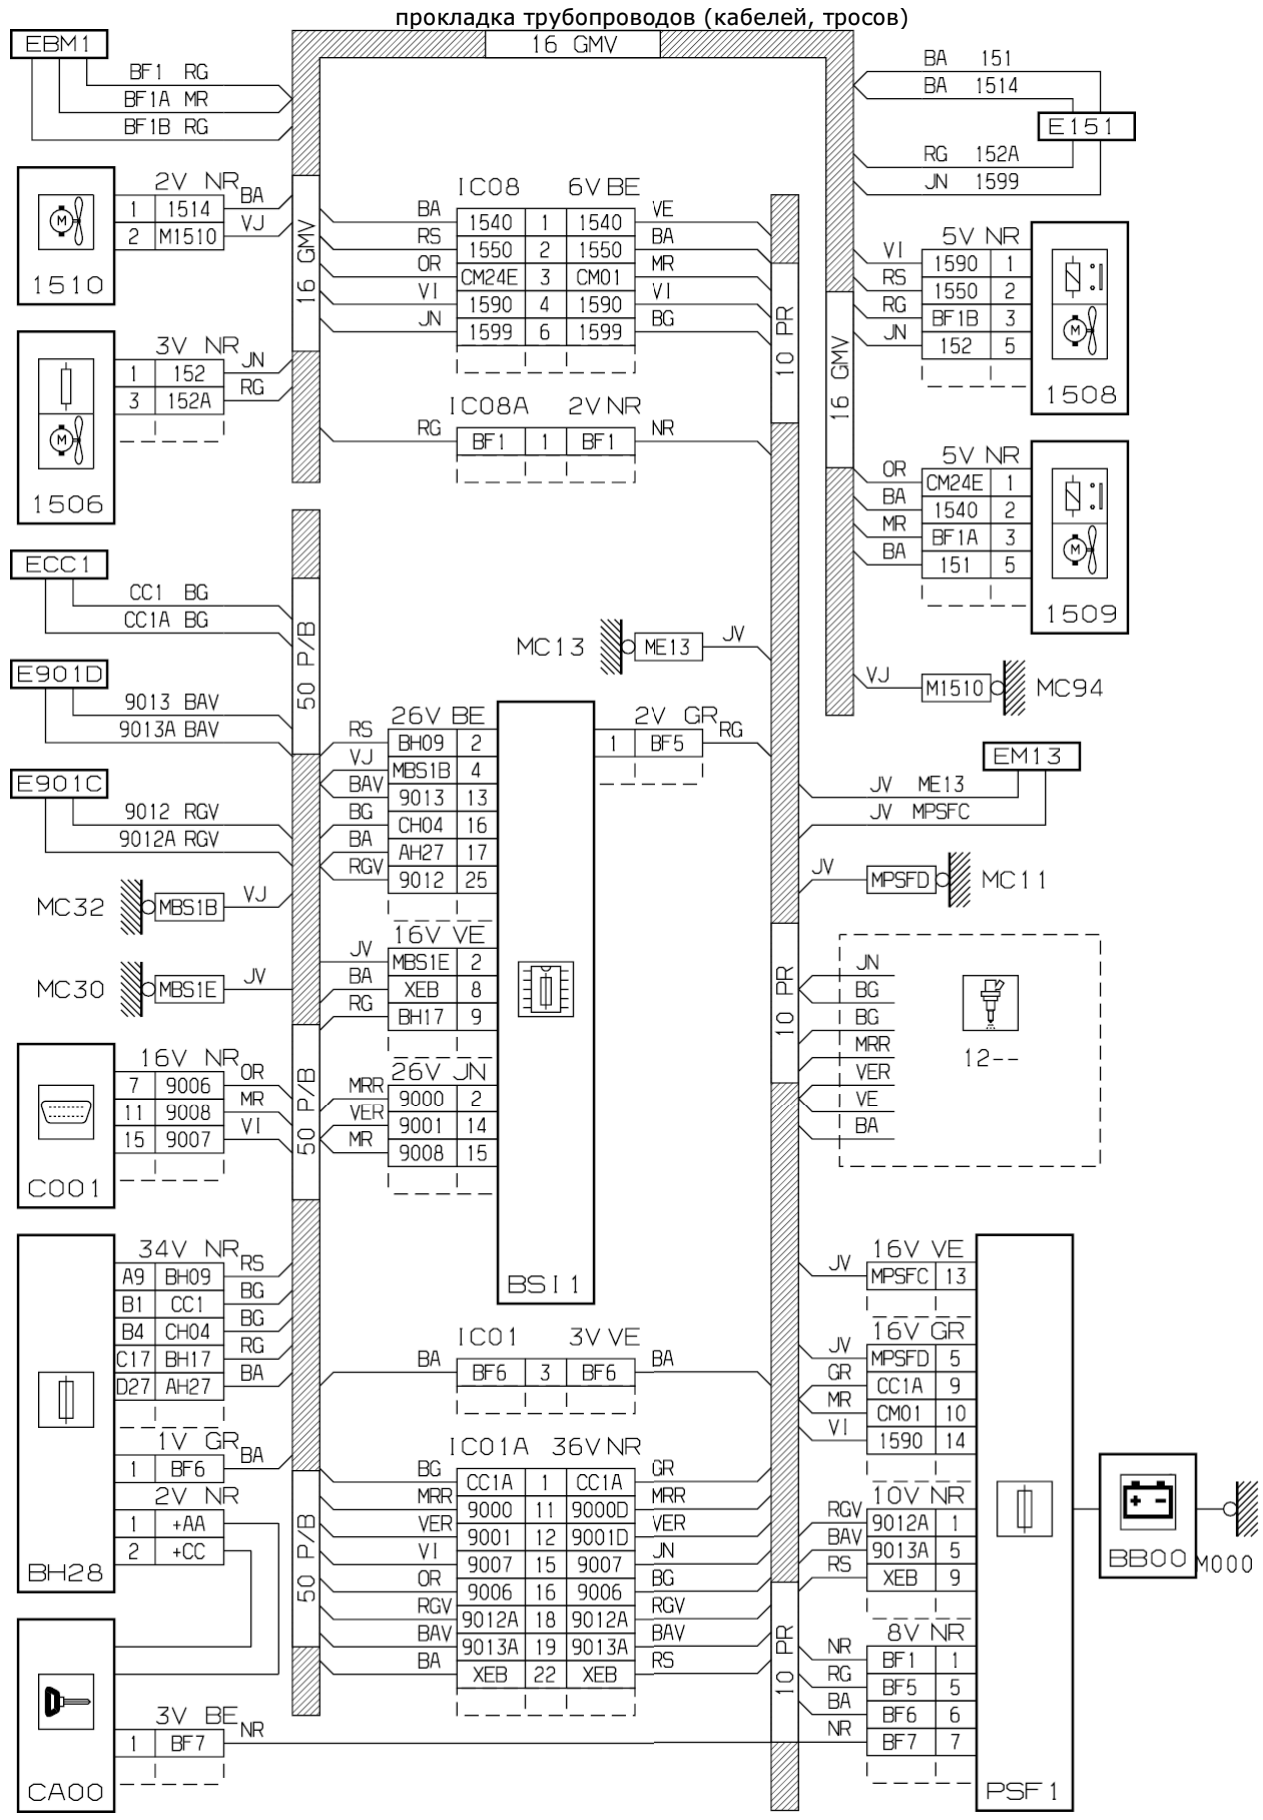 прокладка трубопроводов (кабелей, тросов)
16 GMV
EBM1
BF1 RG
BF1A MR
BF1B RG
BA 151
BA 1514
E151
RG 152A
JN 1599
2V NR
1 1514 BA
2 M1510 VJ
1510
16 GMV
IC08 6V BE
BA 1540 1 1540 VE
RS 1550 2 1550 BA
OR CM24E 3 CM01 MR
VI 1590 4 1590 VI
JN 1599 6 1599 BG
10 PR
5V NR
VI 1590 1
RS 1550 2
RG BF1B 3
JN 152 5
1508
16 GMV
3V NR
1 152 JN
3 152A RG
1506
IC08A 2V NR
RG BF1 1 BF1 NR
5V NR
OR CM24E 1
BA 1540 2
MR BF1A 3
BA 151 5
1509
ECC1
CC1 BG
CC1A BG
50 P/B
MC13 ME13 JV
VJ M1510 MC94
E901D
9013 BAV
9013A BAV
26V BE
RS BH09 2
VJ MBS1B 4
BAV 9013 13
BG CH04 16
BA AH27 17
RGV 9012 25
2V GR
1 BF5 RG
EM13
JV ME13
JV MPSFC
E901C
9012 RGV
9012A RGV
JV MPSFD MC11
MC32 MBS1B VJ
16V VE
JV MBS1E 2
BA XEB 8
RG BH17 9
10 PR
JN
BG
BG
MRR
VER
VE
BA
12--
MC30 MBS1E JV
16V NR
7 9006 OR
11 9008 MR
15 9007 VI
C001
50 P/B
26V JN
MRR 9000 2
VER 9001 14
MR 9008 15
BSI1
34V NR
A9 BH09 RS
B1 CC1 BG
B4 CH04 BG
C17 BH17 RG
D27 AH27 BA
1V GR
1 BF6 BA
2V NR
1 +AA
2 +CC
BH28
16V VE
JV MPSFC 13
16V GR
JV MPSFD 5
GR CC1A 9
MR CM01 10
VI 1590 14
IC01 3V VE
BA BF6 3 BF6 BA
IC01A 36V NR
BG CC1A 1 CC1A GR
MRR 9000 11 9000D MRR
VER 9001 12 9001D VER
VI 9007 15 9007 JN
OR 9006 16 9006 BG
RGV 9012A 18 9012A RGV
BAV 9013A 19 9013A BAV
BA XEB 22 XEB RS
50 P/B
10 PR
10V NR
RGV 9012A 1
BAV 9013A 5
RS XEB 9
BB00
M000
8V NR
NR BF1 1
RG BF5 5
BA BF6 6
NR BF7 7
PSF1
3V BE
1 BF7 NR
CA00